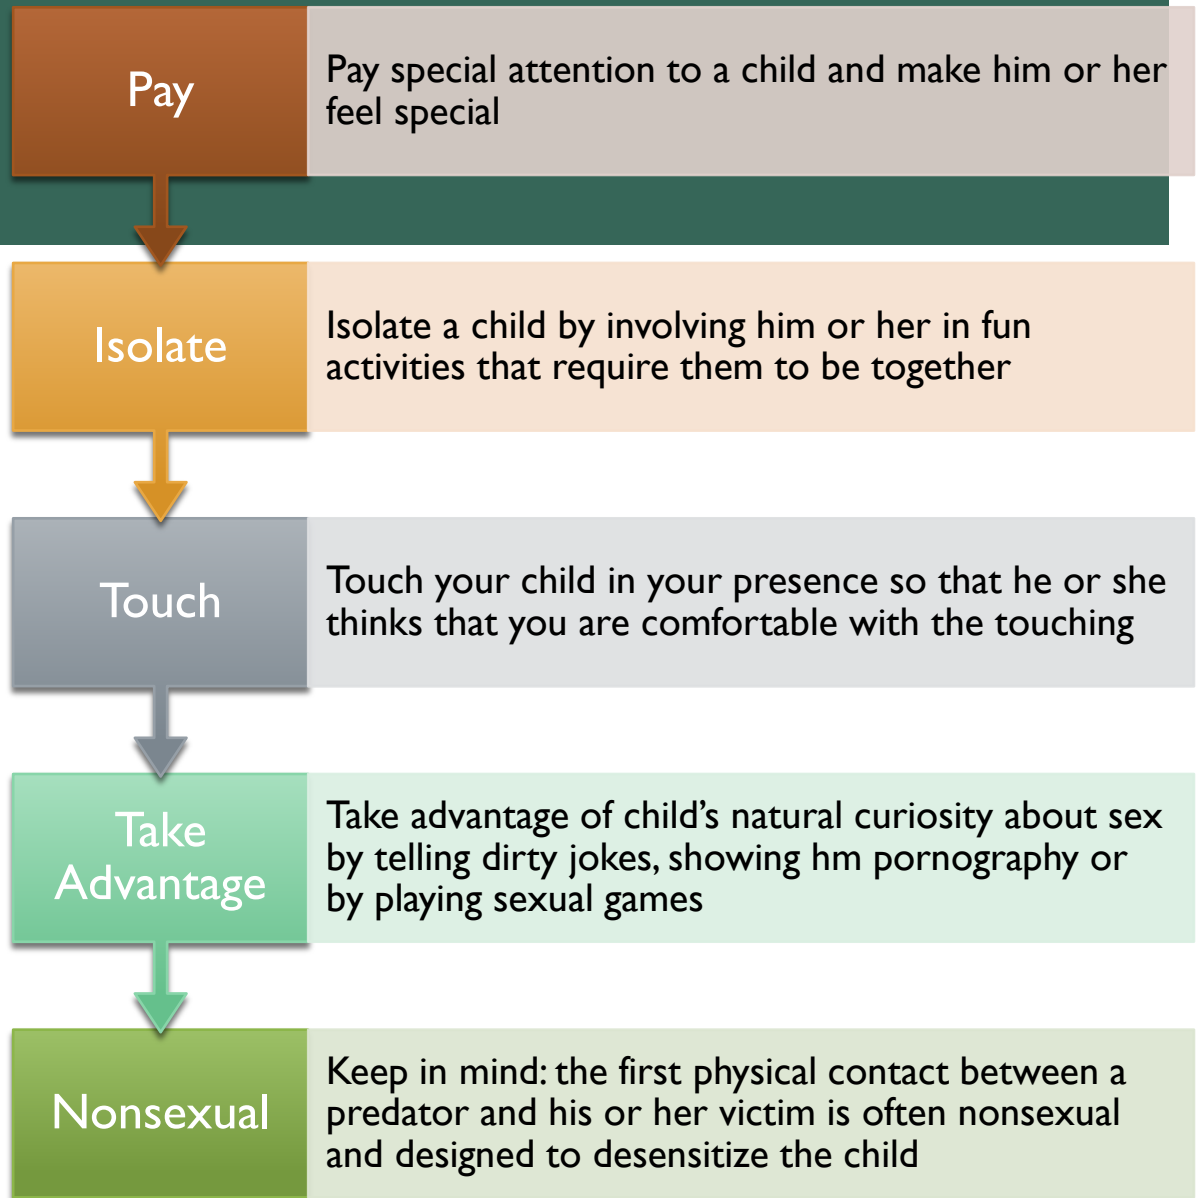 Pay
Pay special attention to a child and make him or her
feel special
Isolate
Isolate a child by involving him or her in fun
activities that require them to be together
Touch
Touch your child in your presence so that he or she
thinks that you are comfortable with the touching
Take
Advantage
Take advantage of child’s natural curiosity about sex
by telling dirty jokes, showing hm pornography or
by playing sexual games
Nonsexual
Keep in mind: the first physical contact between a
predator and his or her victim is often nonsexual
and designed to desensitize the child